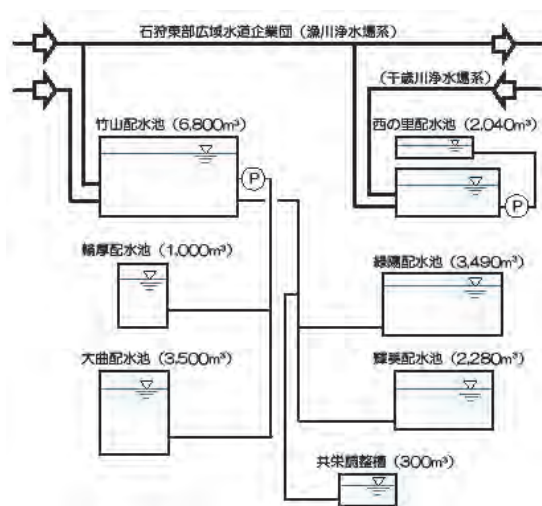 石狩東部広域水道企業団（漁川浄水場系）
（千歳川浄水場系）
竹山配水池（6,800m³）
西の里配水池（2,040m³）
P
P
輪厚配水池（1,000m³）
緑陽配水池（3,490m³）
大曲配水池（3,500m³）
輝美配水池（2,280m³）
共栄調整槽（300m³）